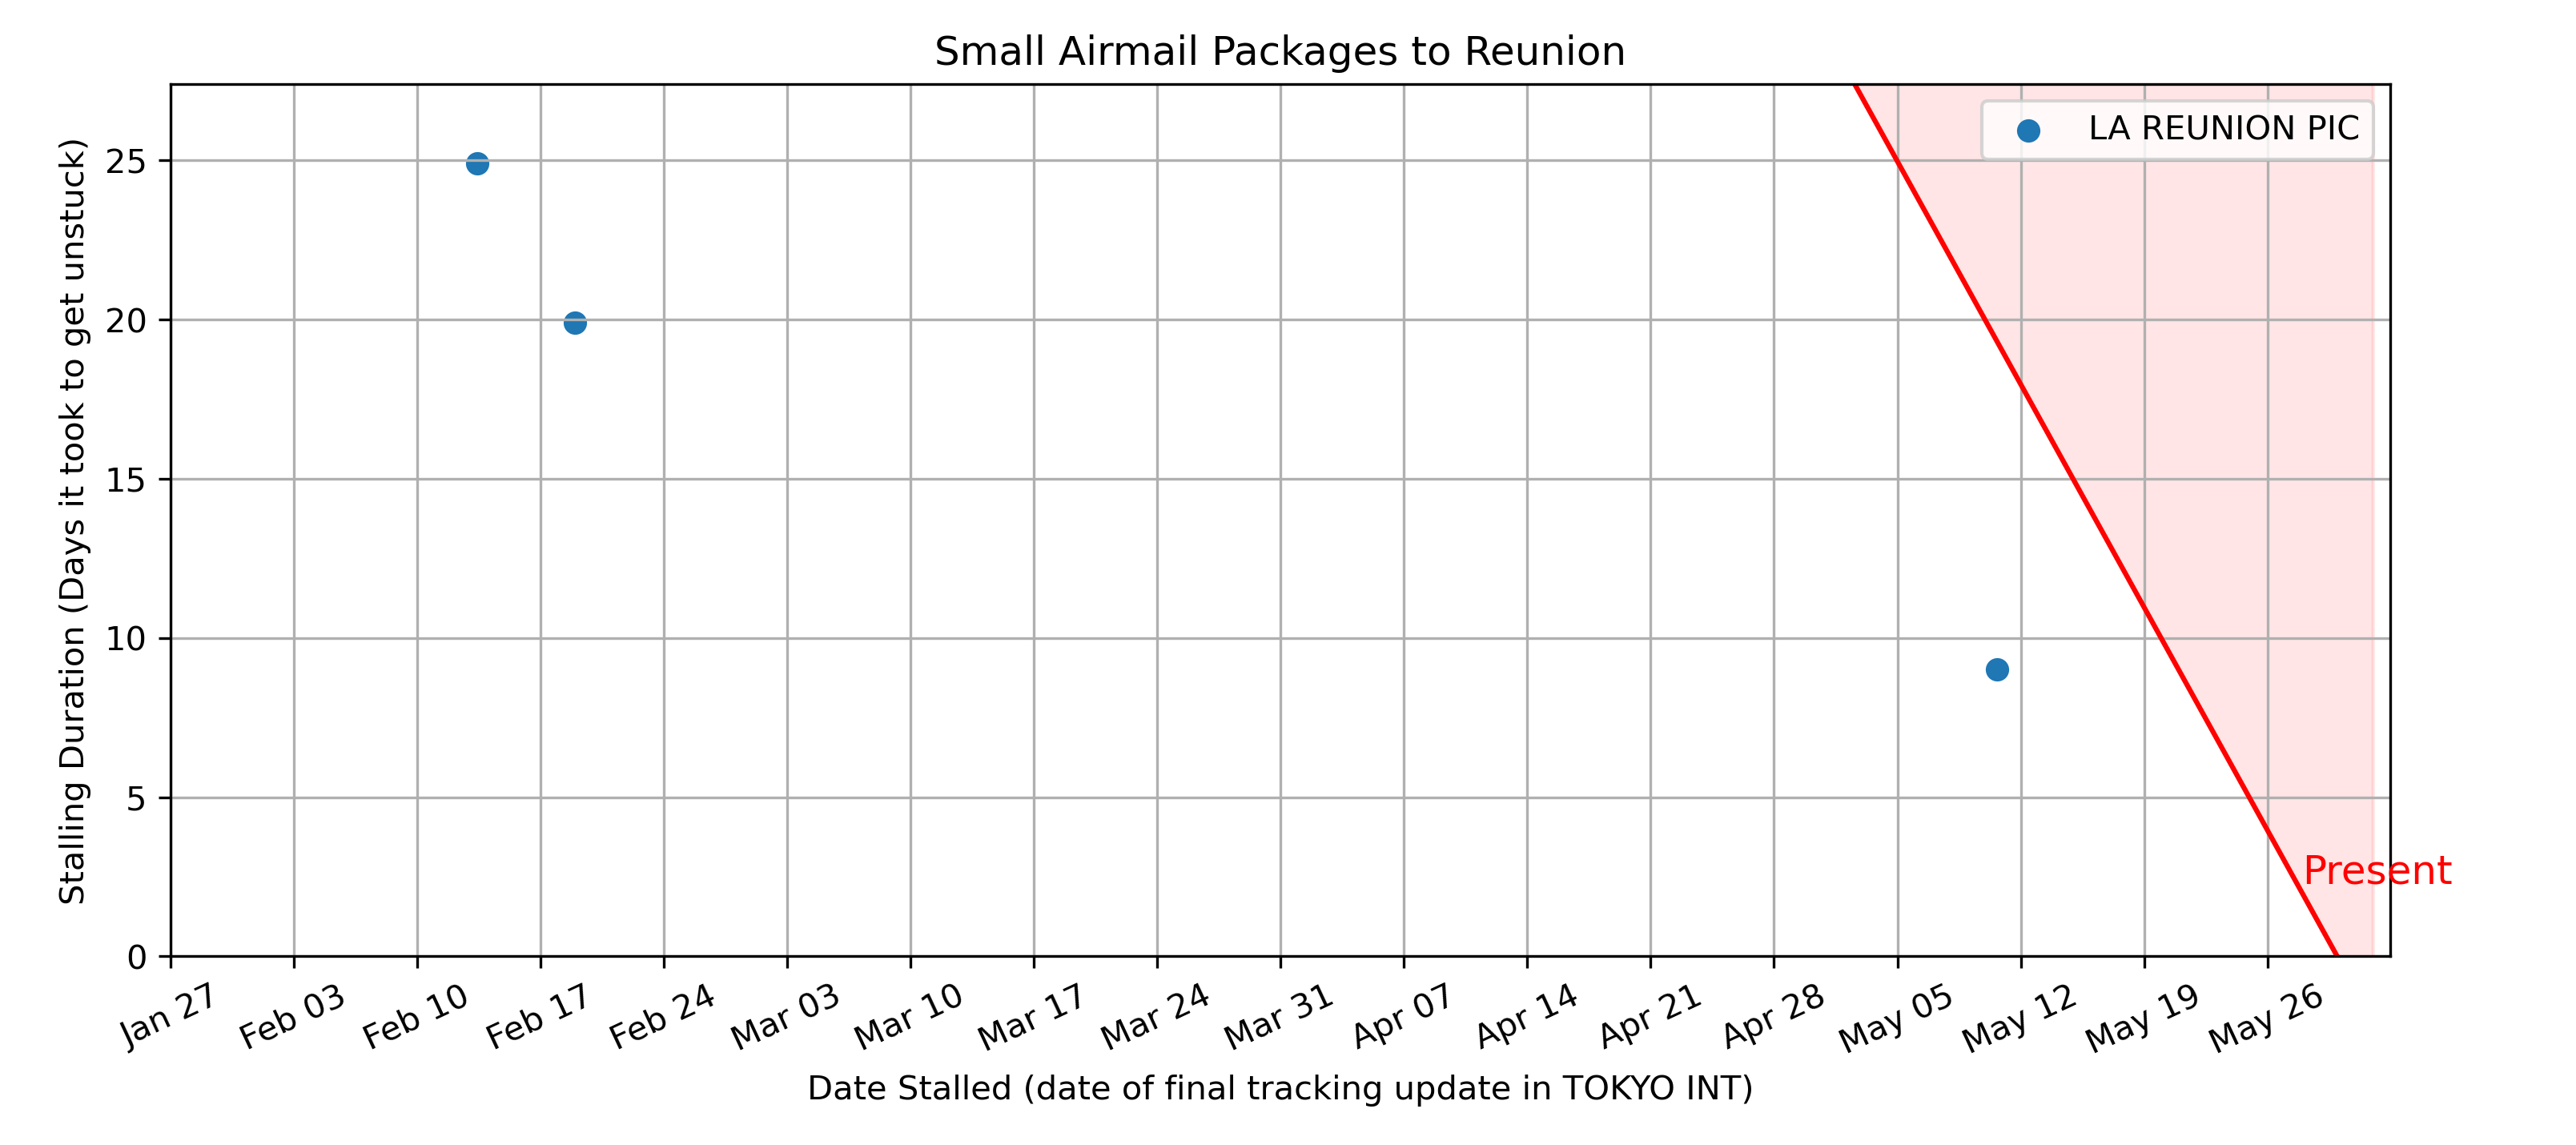 Small Airmail Packages to Reunion
LA REUNION PIC
Stalling Duration (Days it took to get unstuck)
25
20
15
10
5
0
Present
Jan 27
Feb 03
Feb 10
Feb 17
Feb 24
Mar 03
Mar 10
Mar 17
Mar 24
Mar 31
Apr 07
Apr 14
Apr 21
Apr 28
May 05
May 12
May 19
May 26
Date Stalled (date of final tracking update in TOKYO INT)